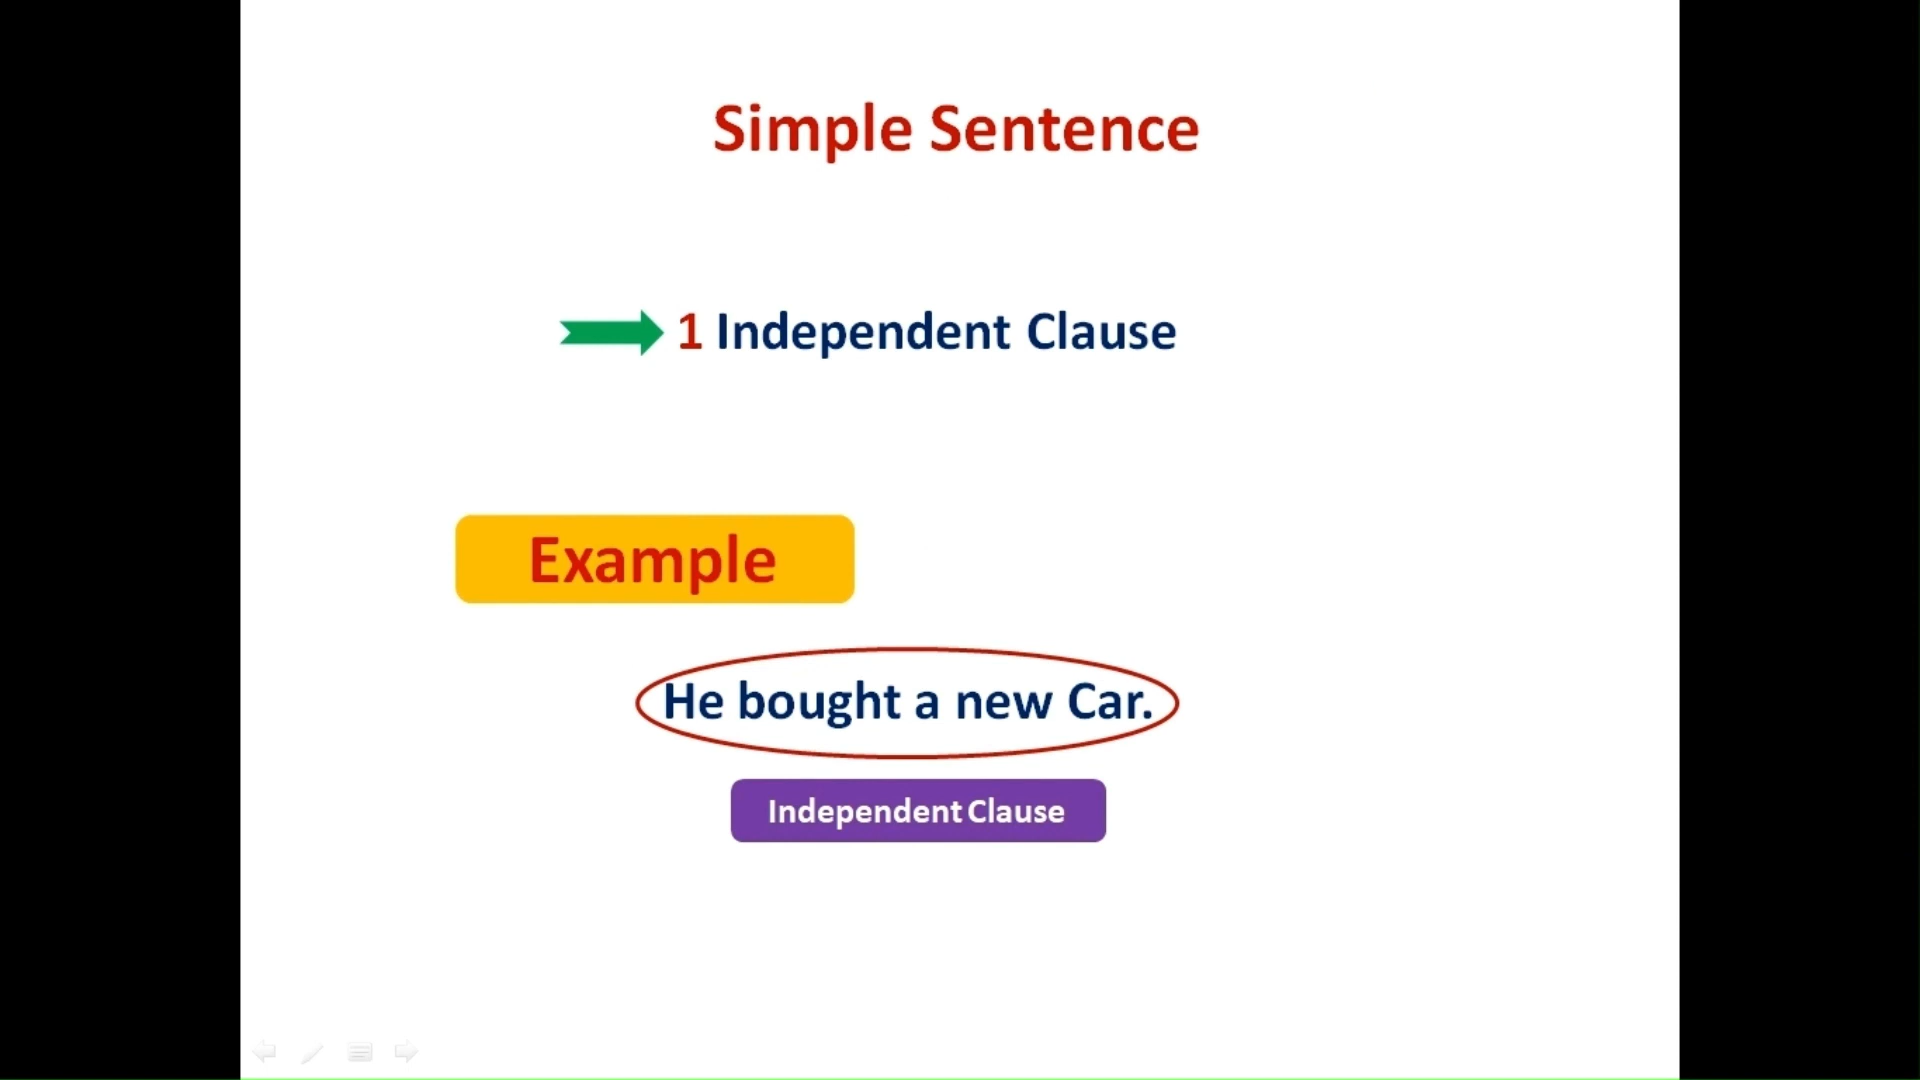 Simple Sentence
1 Independent Clause
Example
He bought a new Car.
Independent Clause